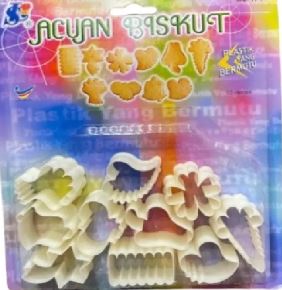 ACUAN BISKUT
PLASTIK
YANG
BERMUTU
Plastik Yang Bermutu